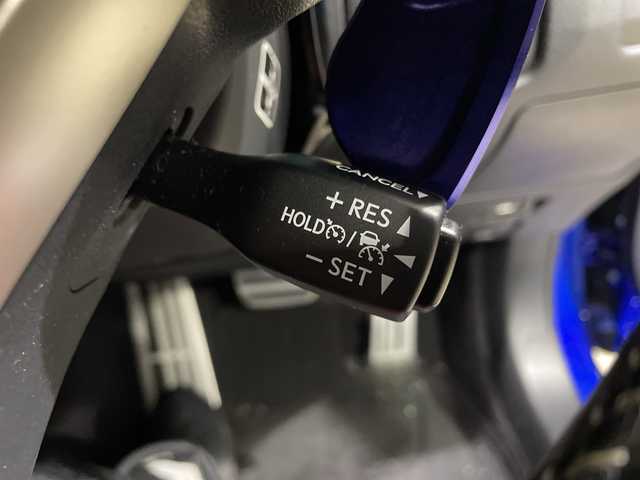 CANCEL▼
+ RES ▲
HOLD /
− SET ▼